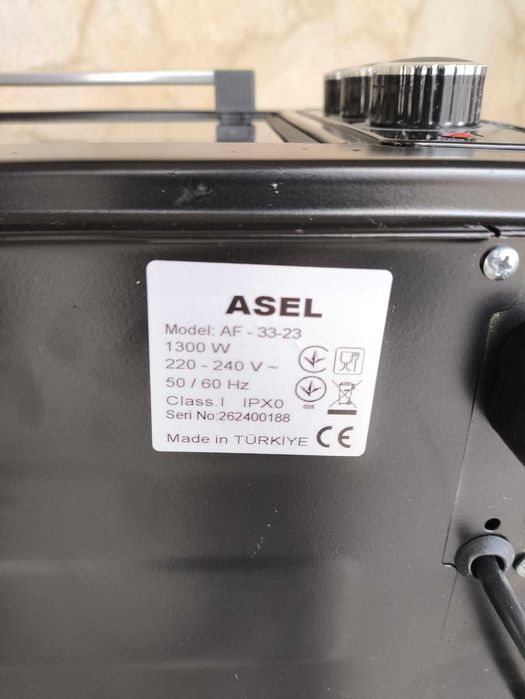 ASEL
Model: AF - 33-23
1300 W
220 - 240 V ~
50 / 60 Hz
Class.I IPX0
028
Seri No:262400188
Made in TÜRKİYE CE